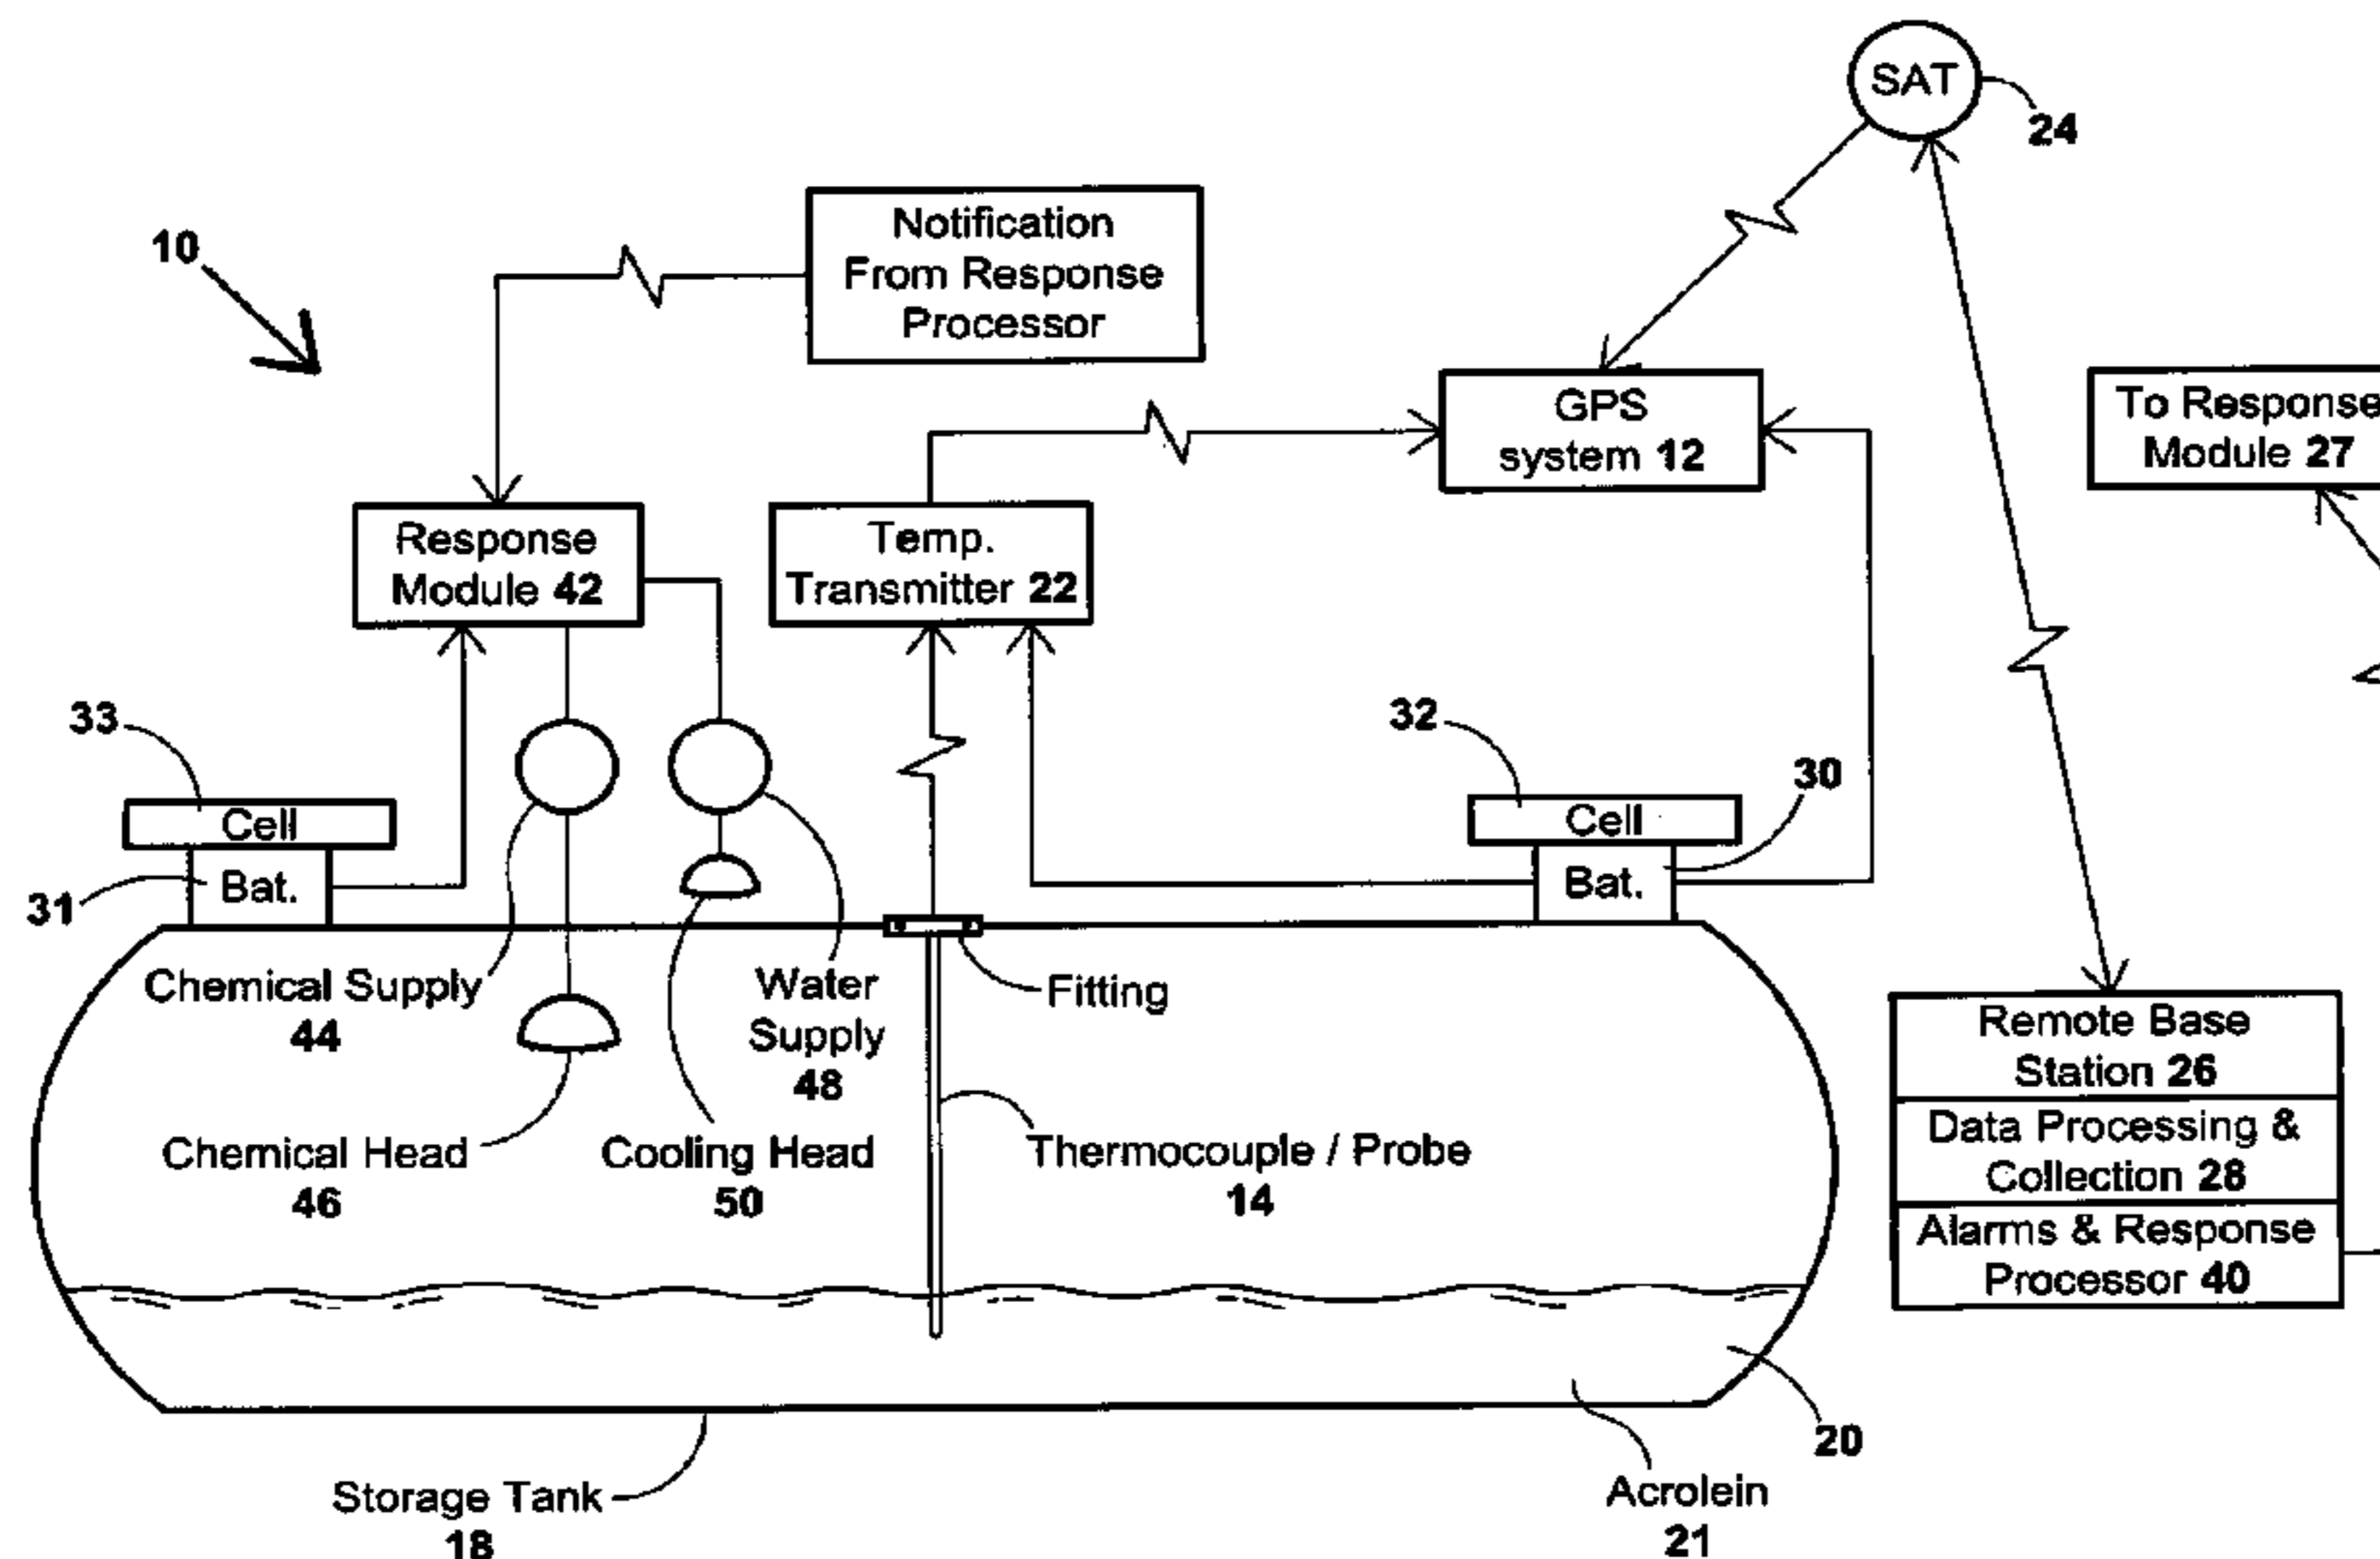 SAT
24
10
Notification
From Response
Processor
GPS
system 12
To Response
Module 27
Response
Module 42
Temp.
Transmitter 22
33
32
30
Cell
Bat.
31
Cell
Bat.
Chemical Supply
44
Water
Supply
48
Fitting
Chemical Head
46
Cooling Head
50
Thermocouple / Probe
14
Remote Base
Station 26
Data Processing &
Collection 28
Alarms & Response
Processor 40
20
Storage Tank
18
Acrolein
21